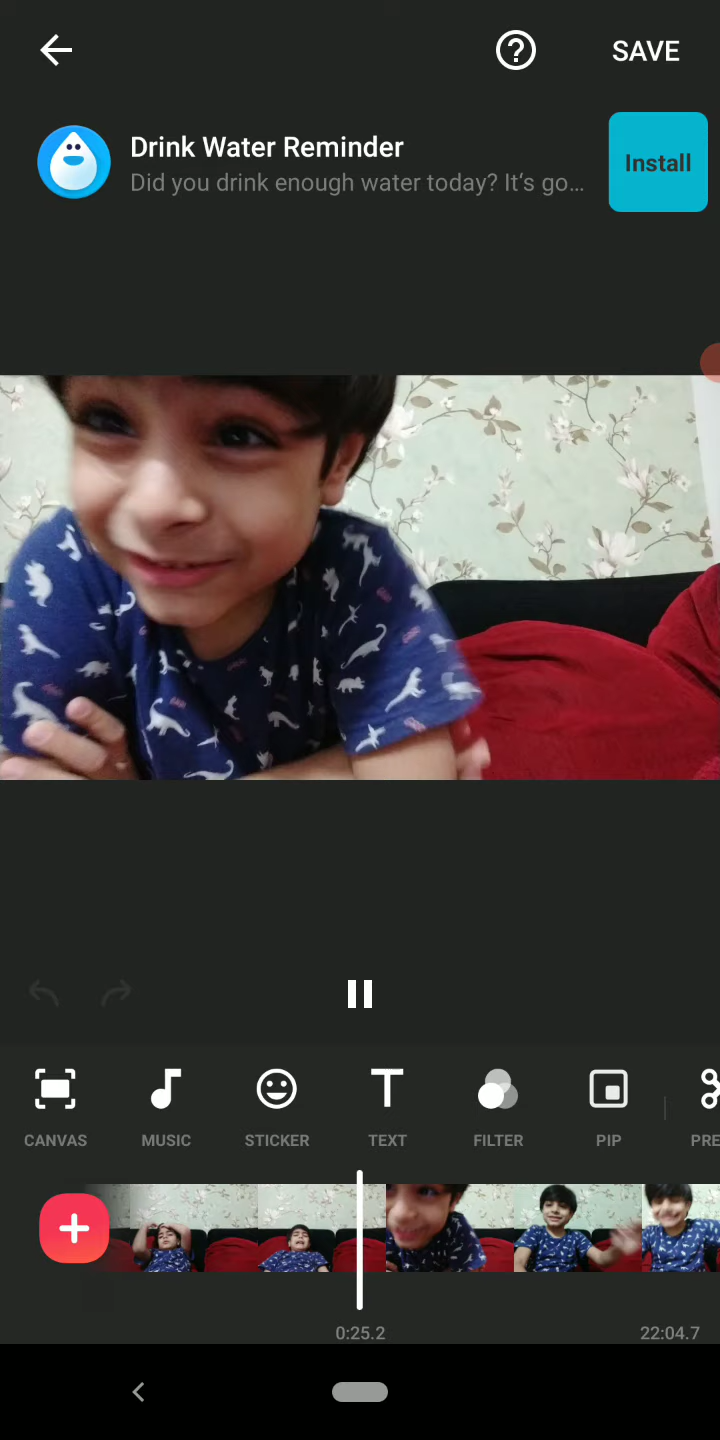 SAVE
Drink Water Reminder
Did you drink enough water today? It's go...
Install
CANVAS
MUSIC
STICKER
TEXT
FILTER
PIP
PRE
0:25.2
22:04.7